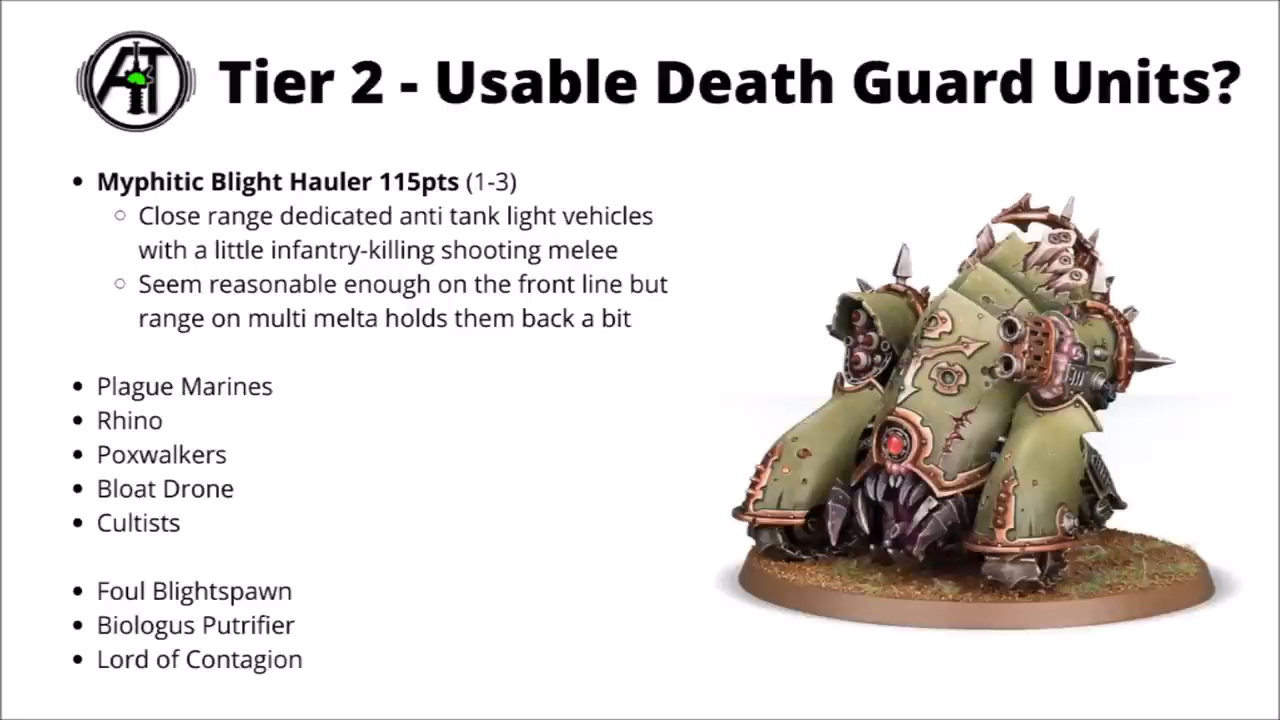 AT
Tier 2 - Usable Death Guard Units?
• Myphitic Blight Hauler 115pts (1-3)
○ Close range dedicated anti tank light vehicles
with a little infantry-killing shooting melee
○ Seem reasonable enough on the front line but
range on multi melta holds them back a bit
• Plague Marines
• Rhino
• Poxwalkers
• Bloat Drone
• Cultists
• Foul Blightspawn
• Biologus Putrifier
• Lord of Contagion